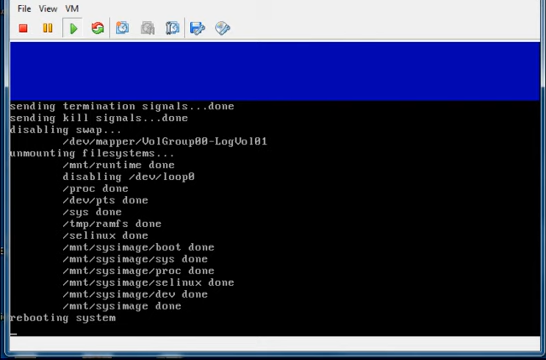 File View VM
sending termination signals...done
sending kill signals...done
disabling swap...
/dev/mapper/VolGroup00-LogVol01
unmounting filesystems...
/mnt/runtime done
disabling /dev/loop0
/proc done
/dev/pts done
/sys done
/tmp/ramfs done
/selinux done
/mnt/sysimage/boot done
/mnt/sysimage/sys done
/mnt/sysimage/proc done
/mnt/sysimage/selinux done
/mnt/sysimage/dev done
/mnt/sysimage done
rebooting system